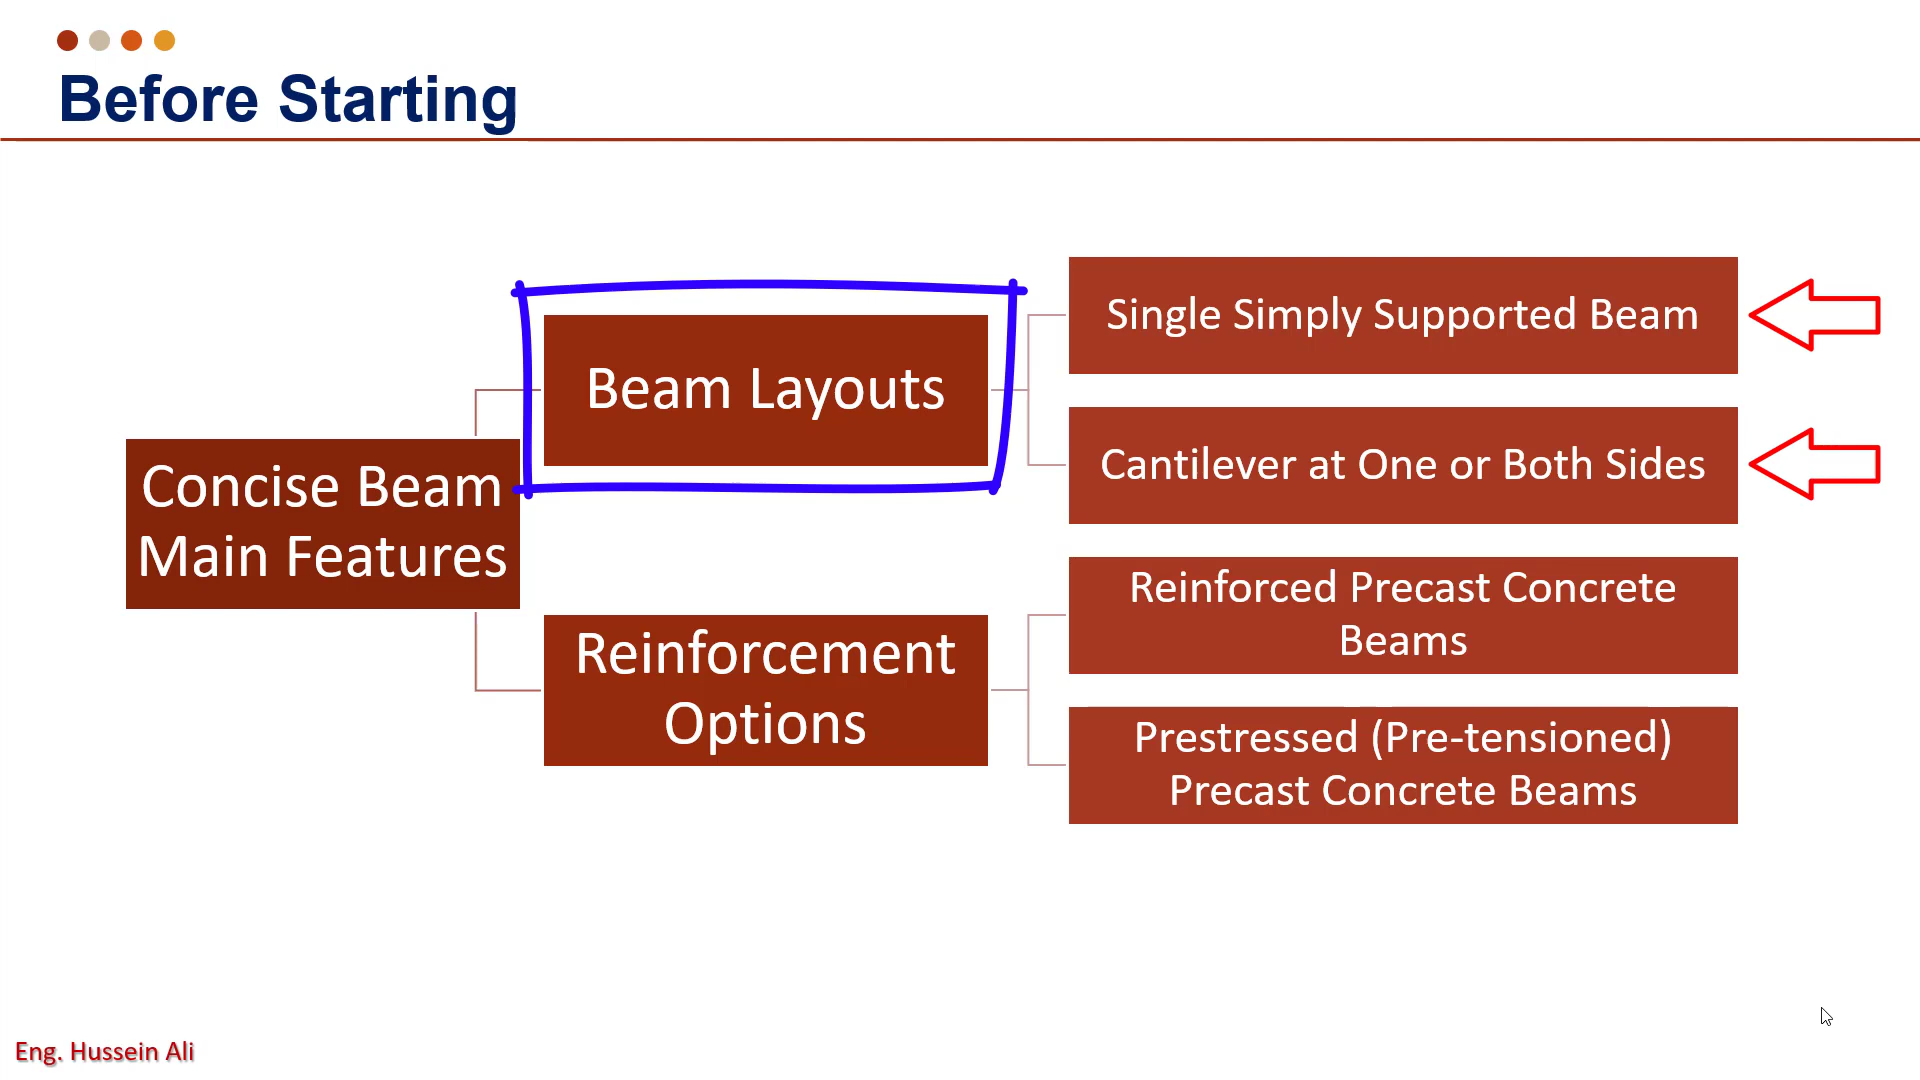 Before Starting
Concise Beam
Main Features
Beam Layouts
Single Simply Supported Beam
Cantilever at One or Both Sides
Reinforcement
Options
Reinforced Precast Concrete
Beams
Prestressed (Pre-tensioned)
Precast Concrete Beams
Eng. Hussein Ali